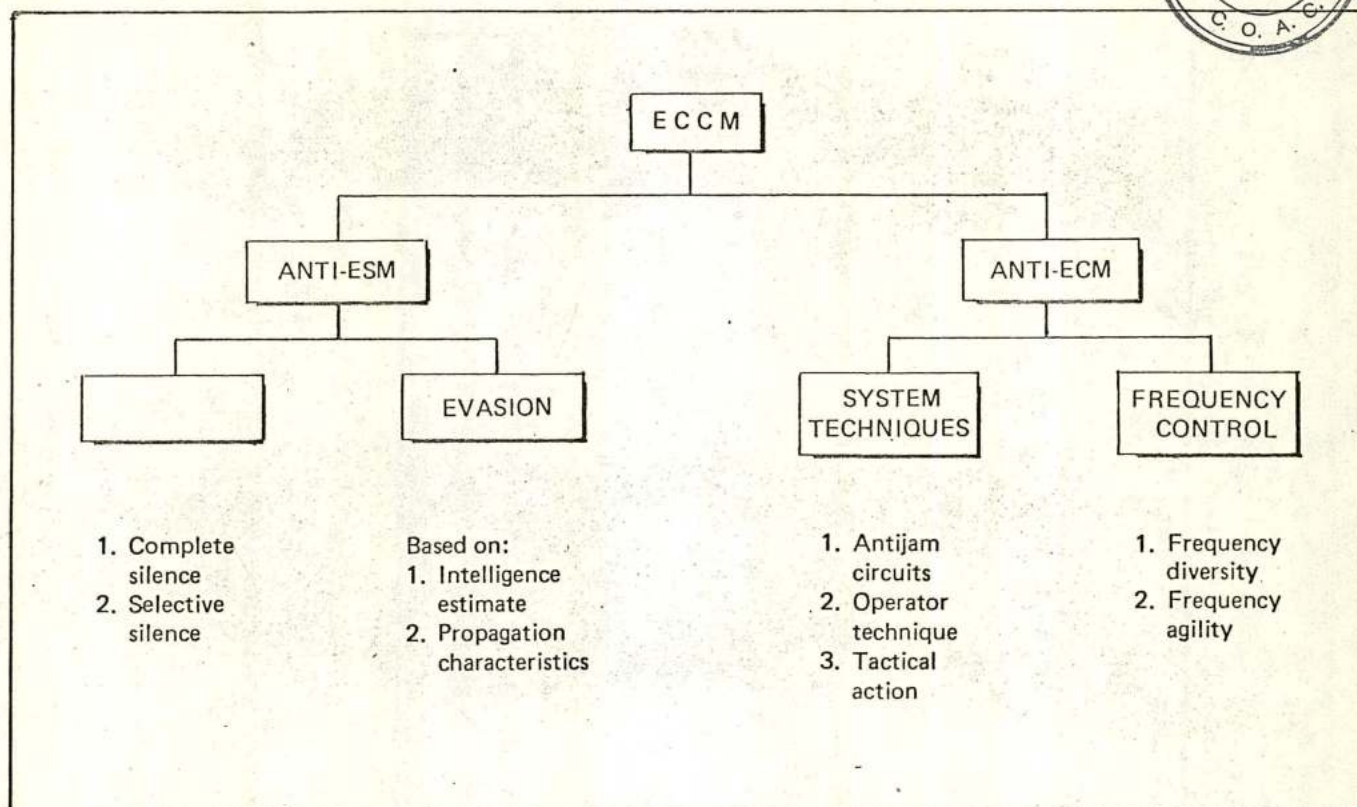 C. O. A. C.
E C C M
ANTI-ESM
ANTI-ECM
EVASION
SYSTEM
TECHNIQUES
FREQUENCY
CONTROL
1. Complete
silence
2. Selective
silence
Based on:
1. Intelligence
estimate
2. Propagation
characteristics
1. Antijam
circuits
2. Operator
technique
3. Tactical
action
1. Frequency
diversity
2. Frequency
agility